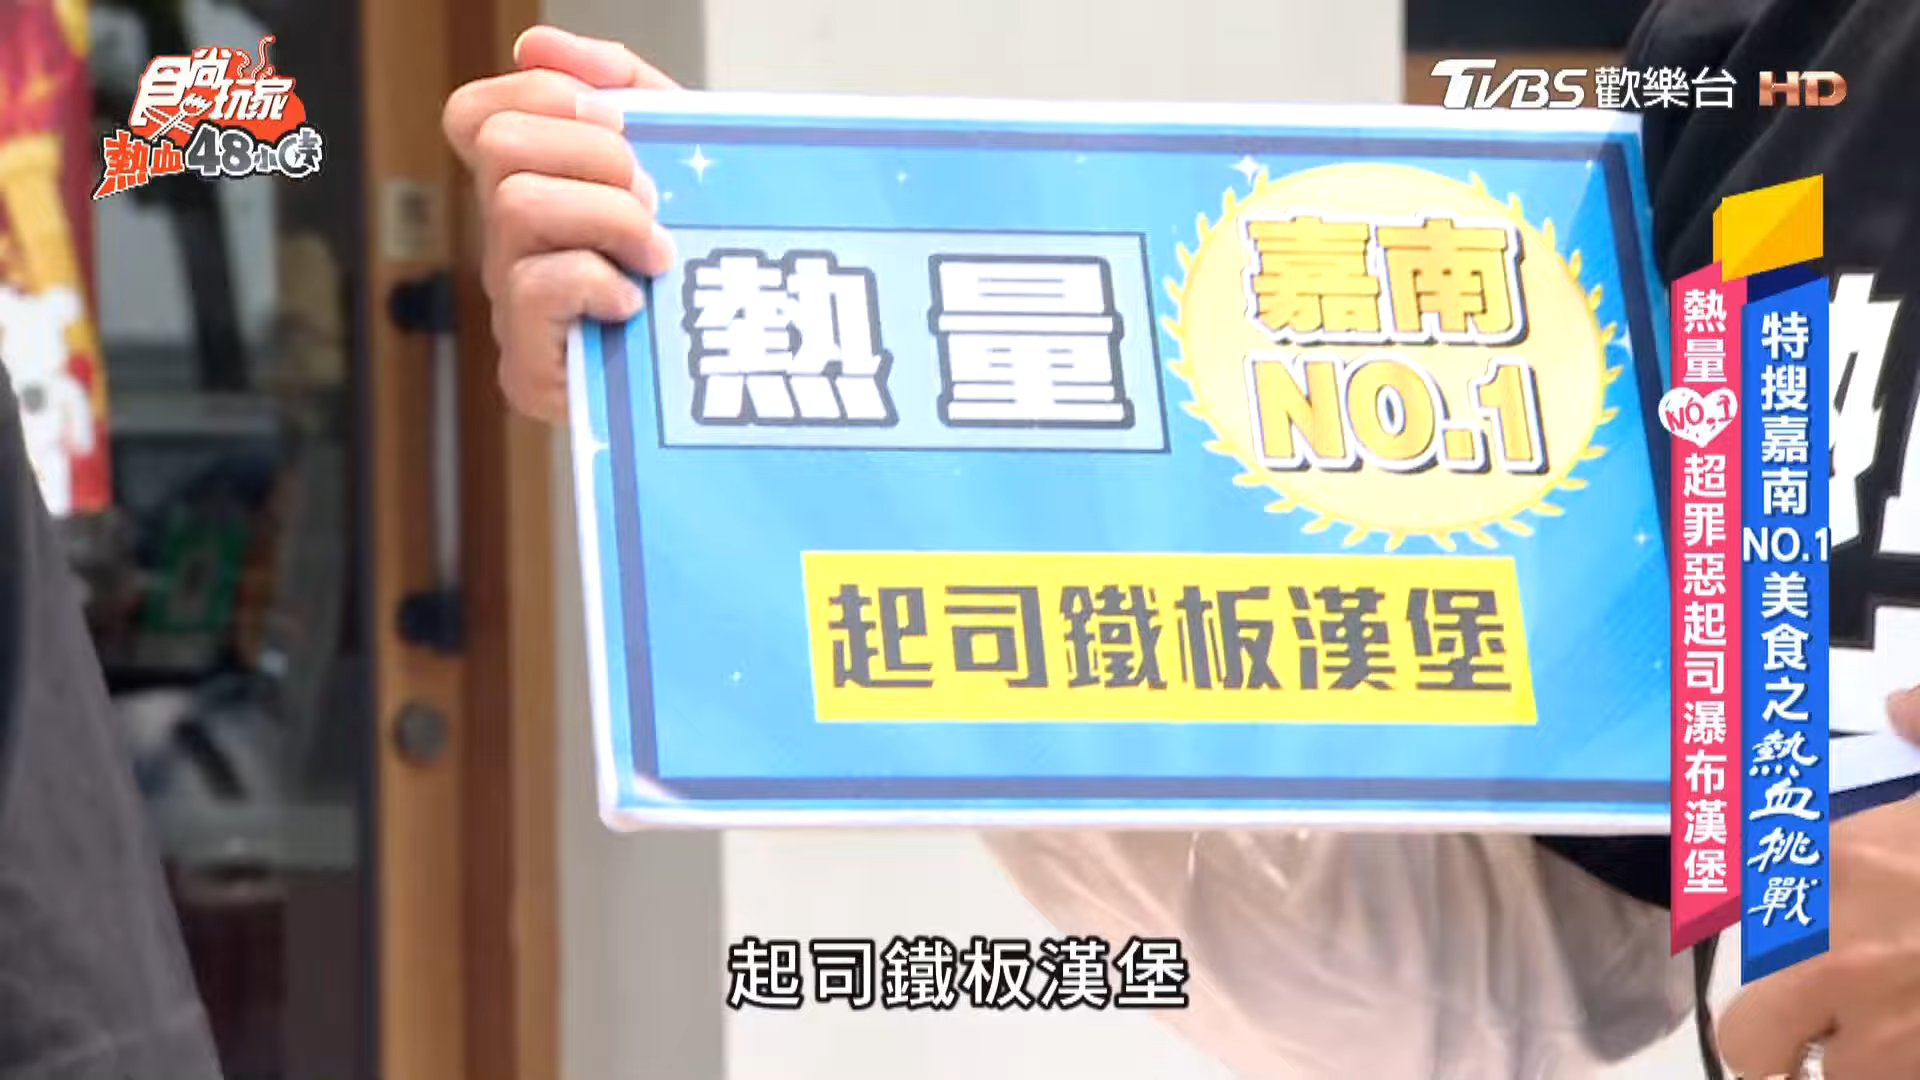 食尚玩家
熱血48小時
TVBS歡樂台 HD
熱量
嘉南
NO.1
起司鐵板漢堡
特搜嘉南NO.1美食之熱血挑戰
熱量NO.1超罪惡起司瀑布漢堡
起司鐵板漢堡